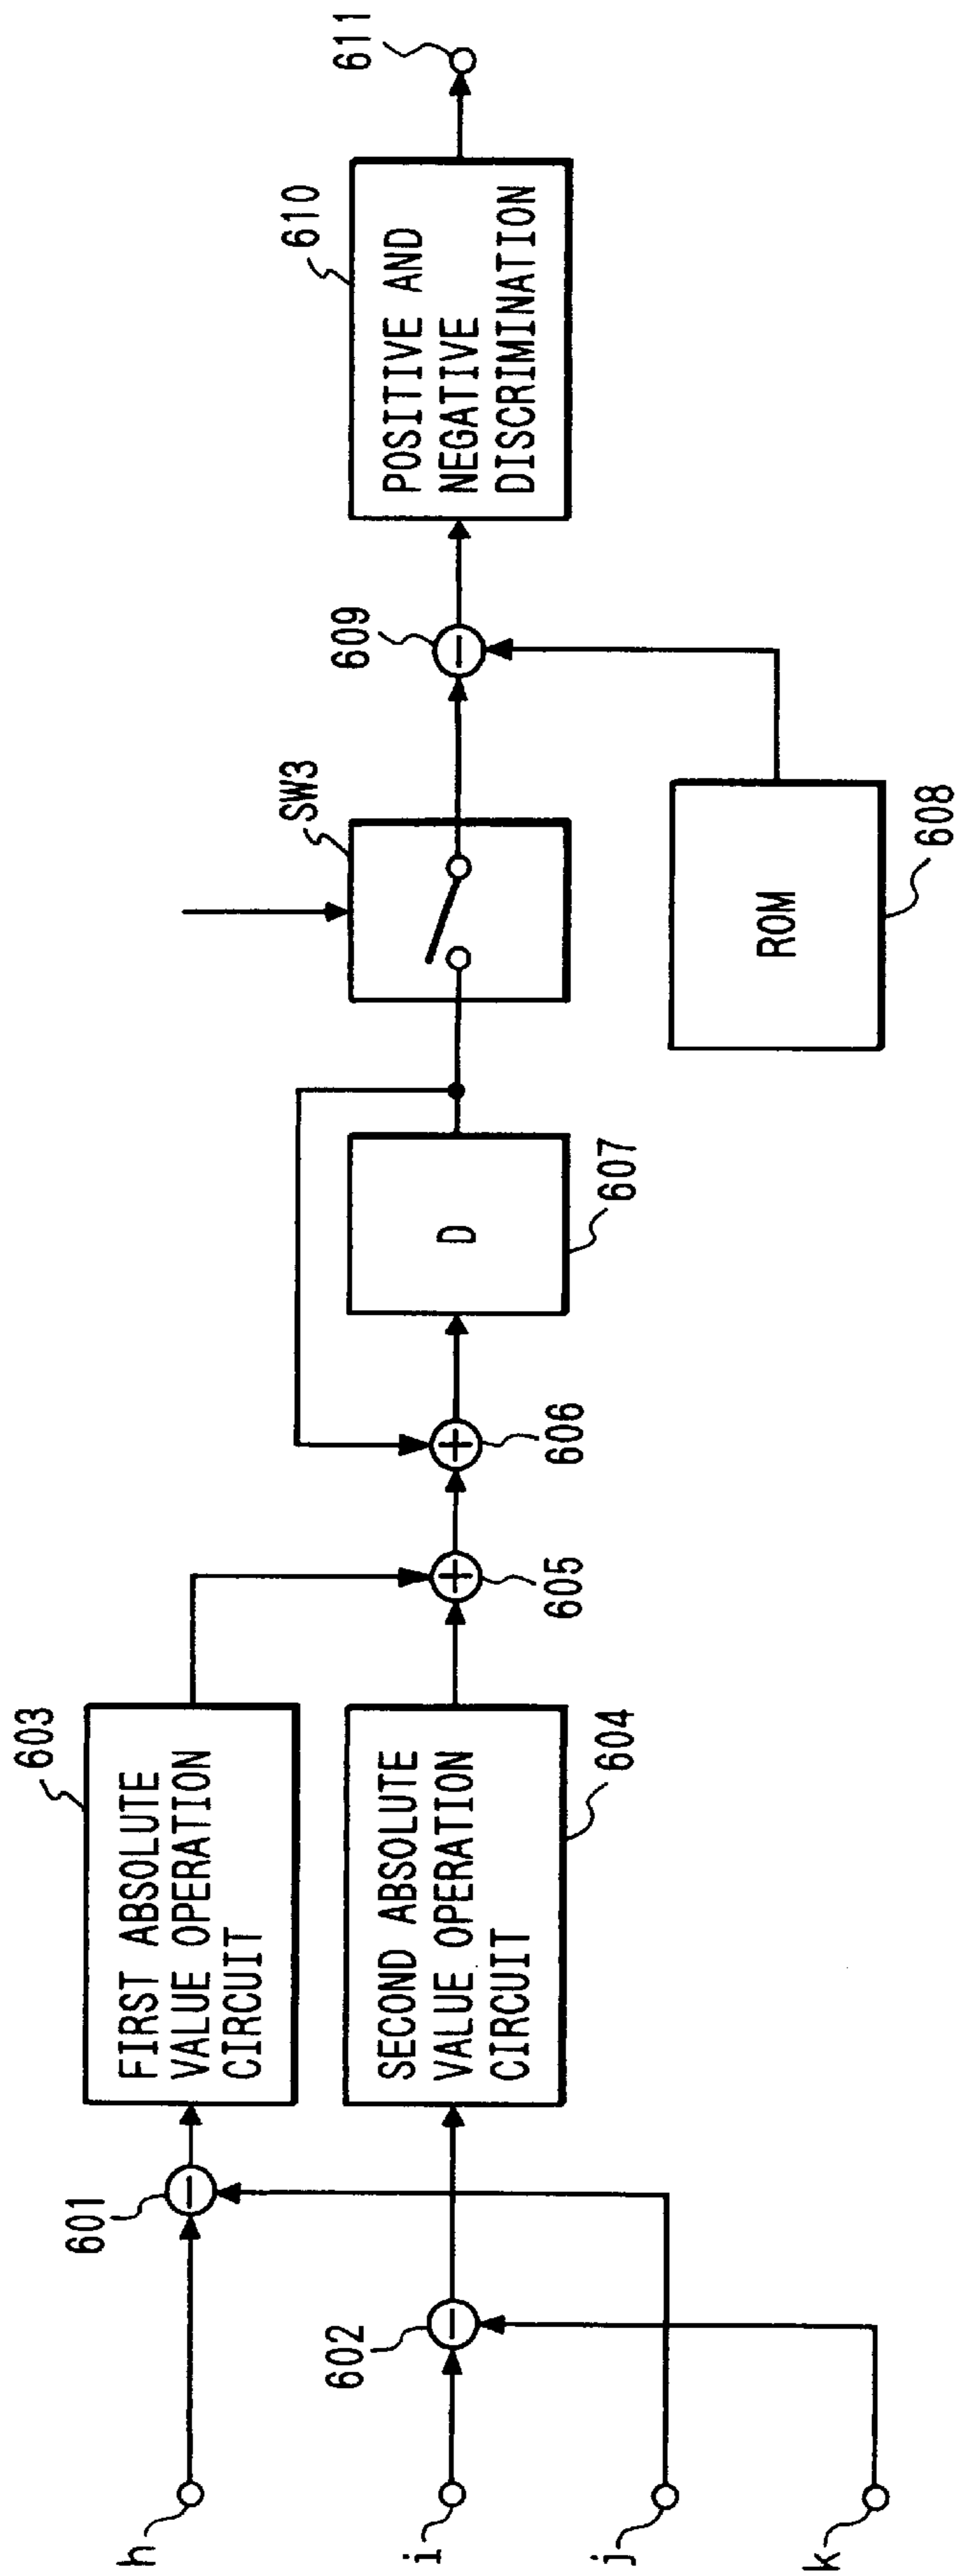 h
601
603
FIRST ABSOLUTE
VALUE OPERATION
CIRCUIT
i
602
SECOND ABSOLUTE
VALUE OPERATION
CIRCUIT
604
j
k
605
606
D
607
SW3
ROM
608
609
610
POSITIVE AND
NEGATIVE
DISCRIMINATION
611